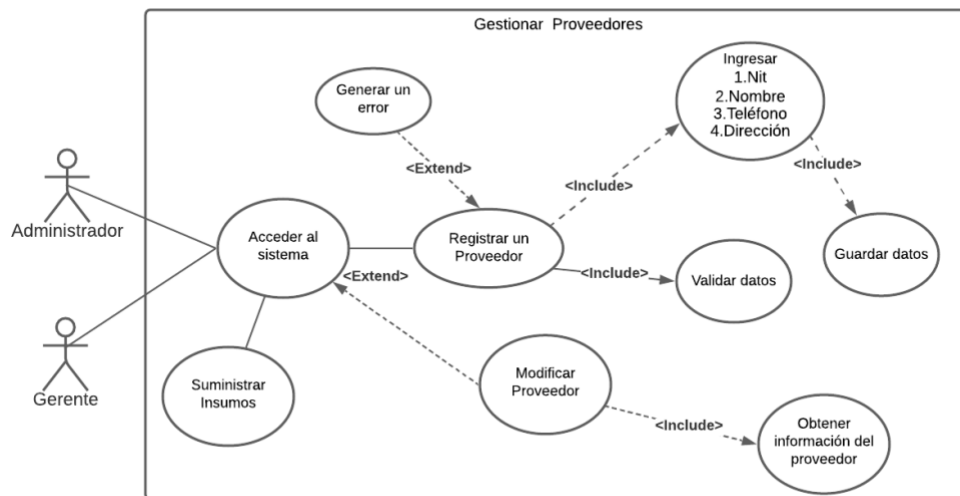 Gestionar Proveedores
Generar un
error
Ingresar
1.Nit
2.Nombre
3.Teléfono
4.Dirección
<Extend>
<Include>
<Include>
Administrador
Acceder al
sistema
Registrar un
Proveedor
Guardar datos
<Extend>
<Include>
Validar datos
Gerente
Suministrar
Insumos
Modificar
Proveedor
<Include>
Obtener
información del
proveedor